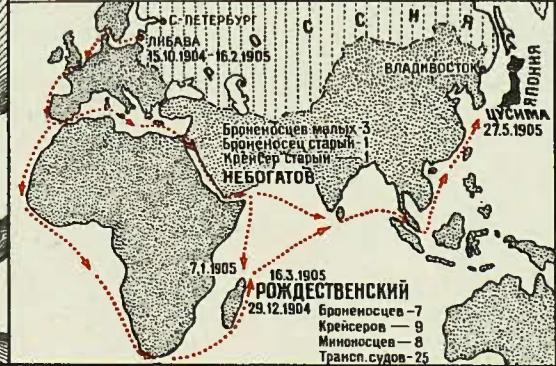 С-ПЕТЕРБУРГ
РОССИЯ
ЛИБАВА
15.10.1904-16.2.1905
ВЛАДИВОСТОК
ЯПОНИЯ
ЦУСИМА
27.5.1905
Броненосцев малых 3
Броненосец старый-1
Крейсер старый — 1
НЕБОГАТОВ
7.1.1905
16.3.1905
РОЖДЕСТВЕНСКИЙ
29.12.1904
Броненосцев-7
Крейсеров — 9
Миноносцев — 8
Трансп.судов-25